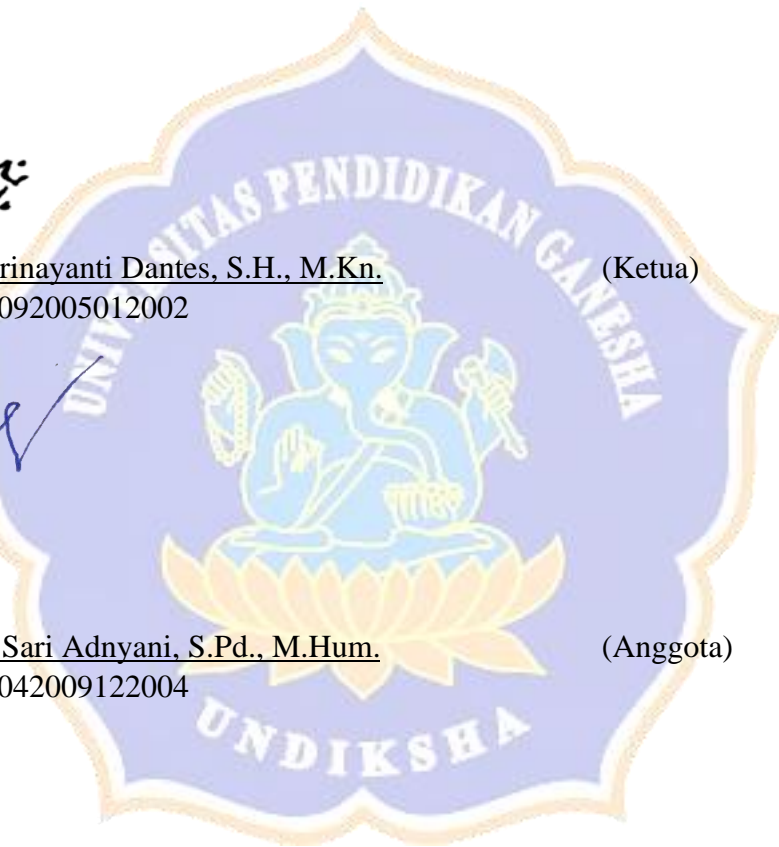 UNIVERSITAS PENDIDIKAN GANESHA
rinayanti Dantes, S.H., M.Kn. (Ketua)
092005012002
Sari Adnyani, S.Pd., M.Hum. (Anggota)
042009122004
UNDIKSHA